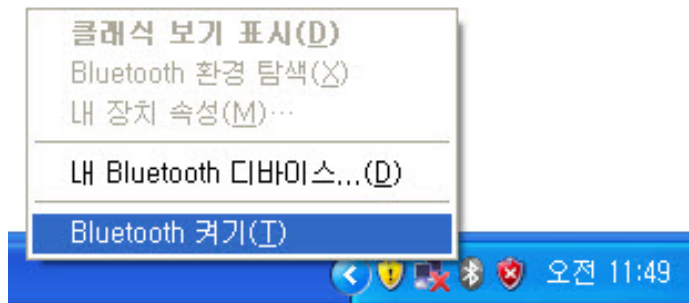 클래식 보기 표시(D)
Bluetooth 환경 탐색(X)
내 장치 속성(M)...
내 Bluetooth 디바이스...(D)
Bluetooth 켜기(T)
오전 11:49